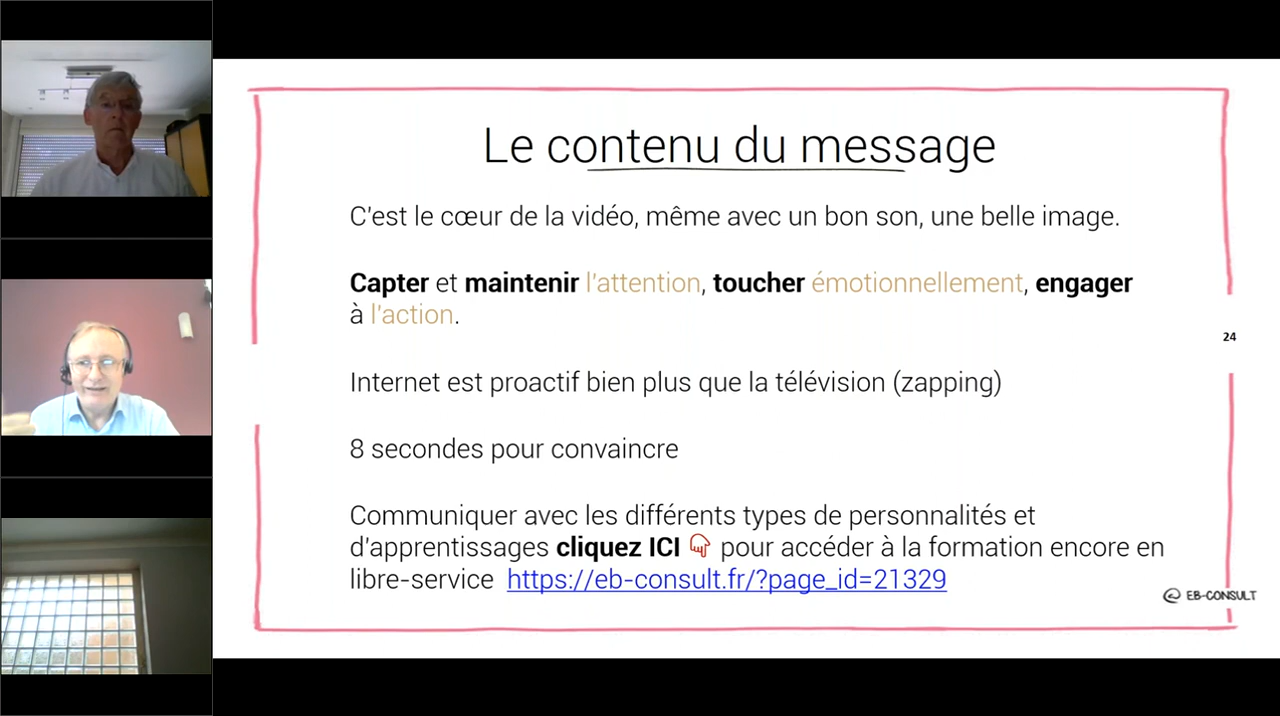 Le contenu du message
C'est le cœur de la vidéo, même avec un bon son, une belle image.
Capter et maintenir l'attention, toucher émotionnellement, engager
à l'action.
24
Internet est proactif bien plus que la télévision (zapping)
8 secondes pour convaincre
Communiquer avec les différents types de personnalités et
d'apprentissages cliquez ICI pour accéder à la formation encore en
libre-service https://eb-consult.fr/?page_id=21329
EB-CONSULT